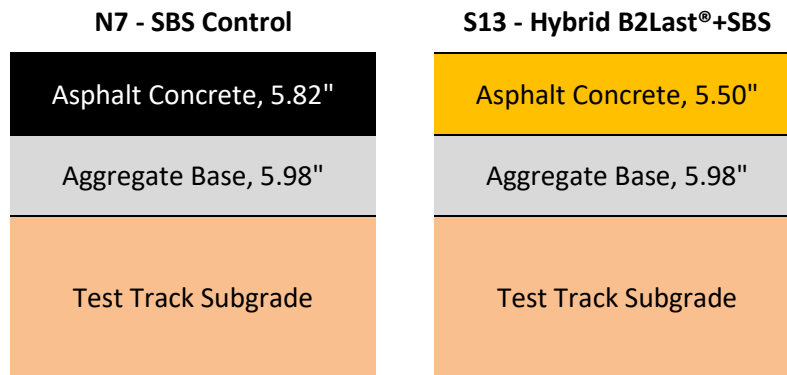 N7 - SBS Control
Asphalt Concrete, 5.82"
Aggregate Base, 5.98"
Test Track Subgrade
S13 - Hybrid B2Last®+SBS
Asphalt Concrete, 5.50"
Aggregate Base, 5.98"
Test Track Subgrade